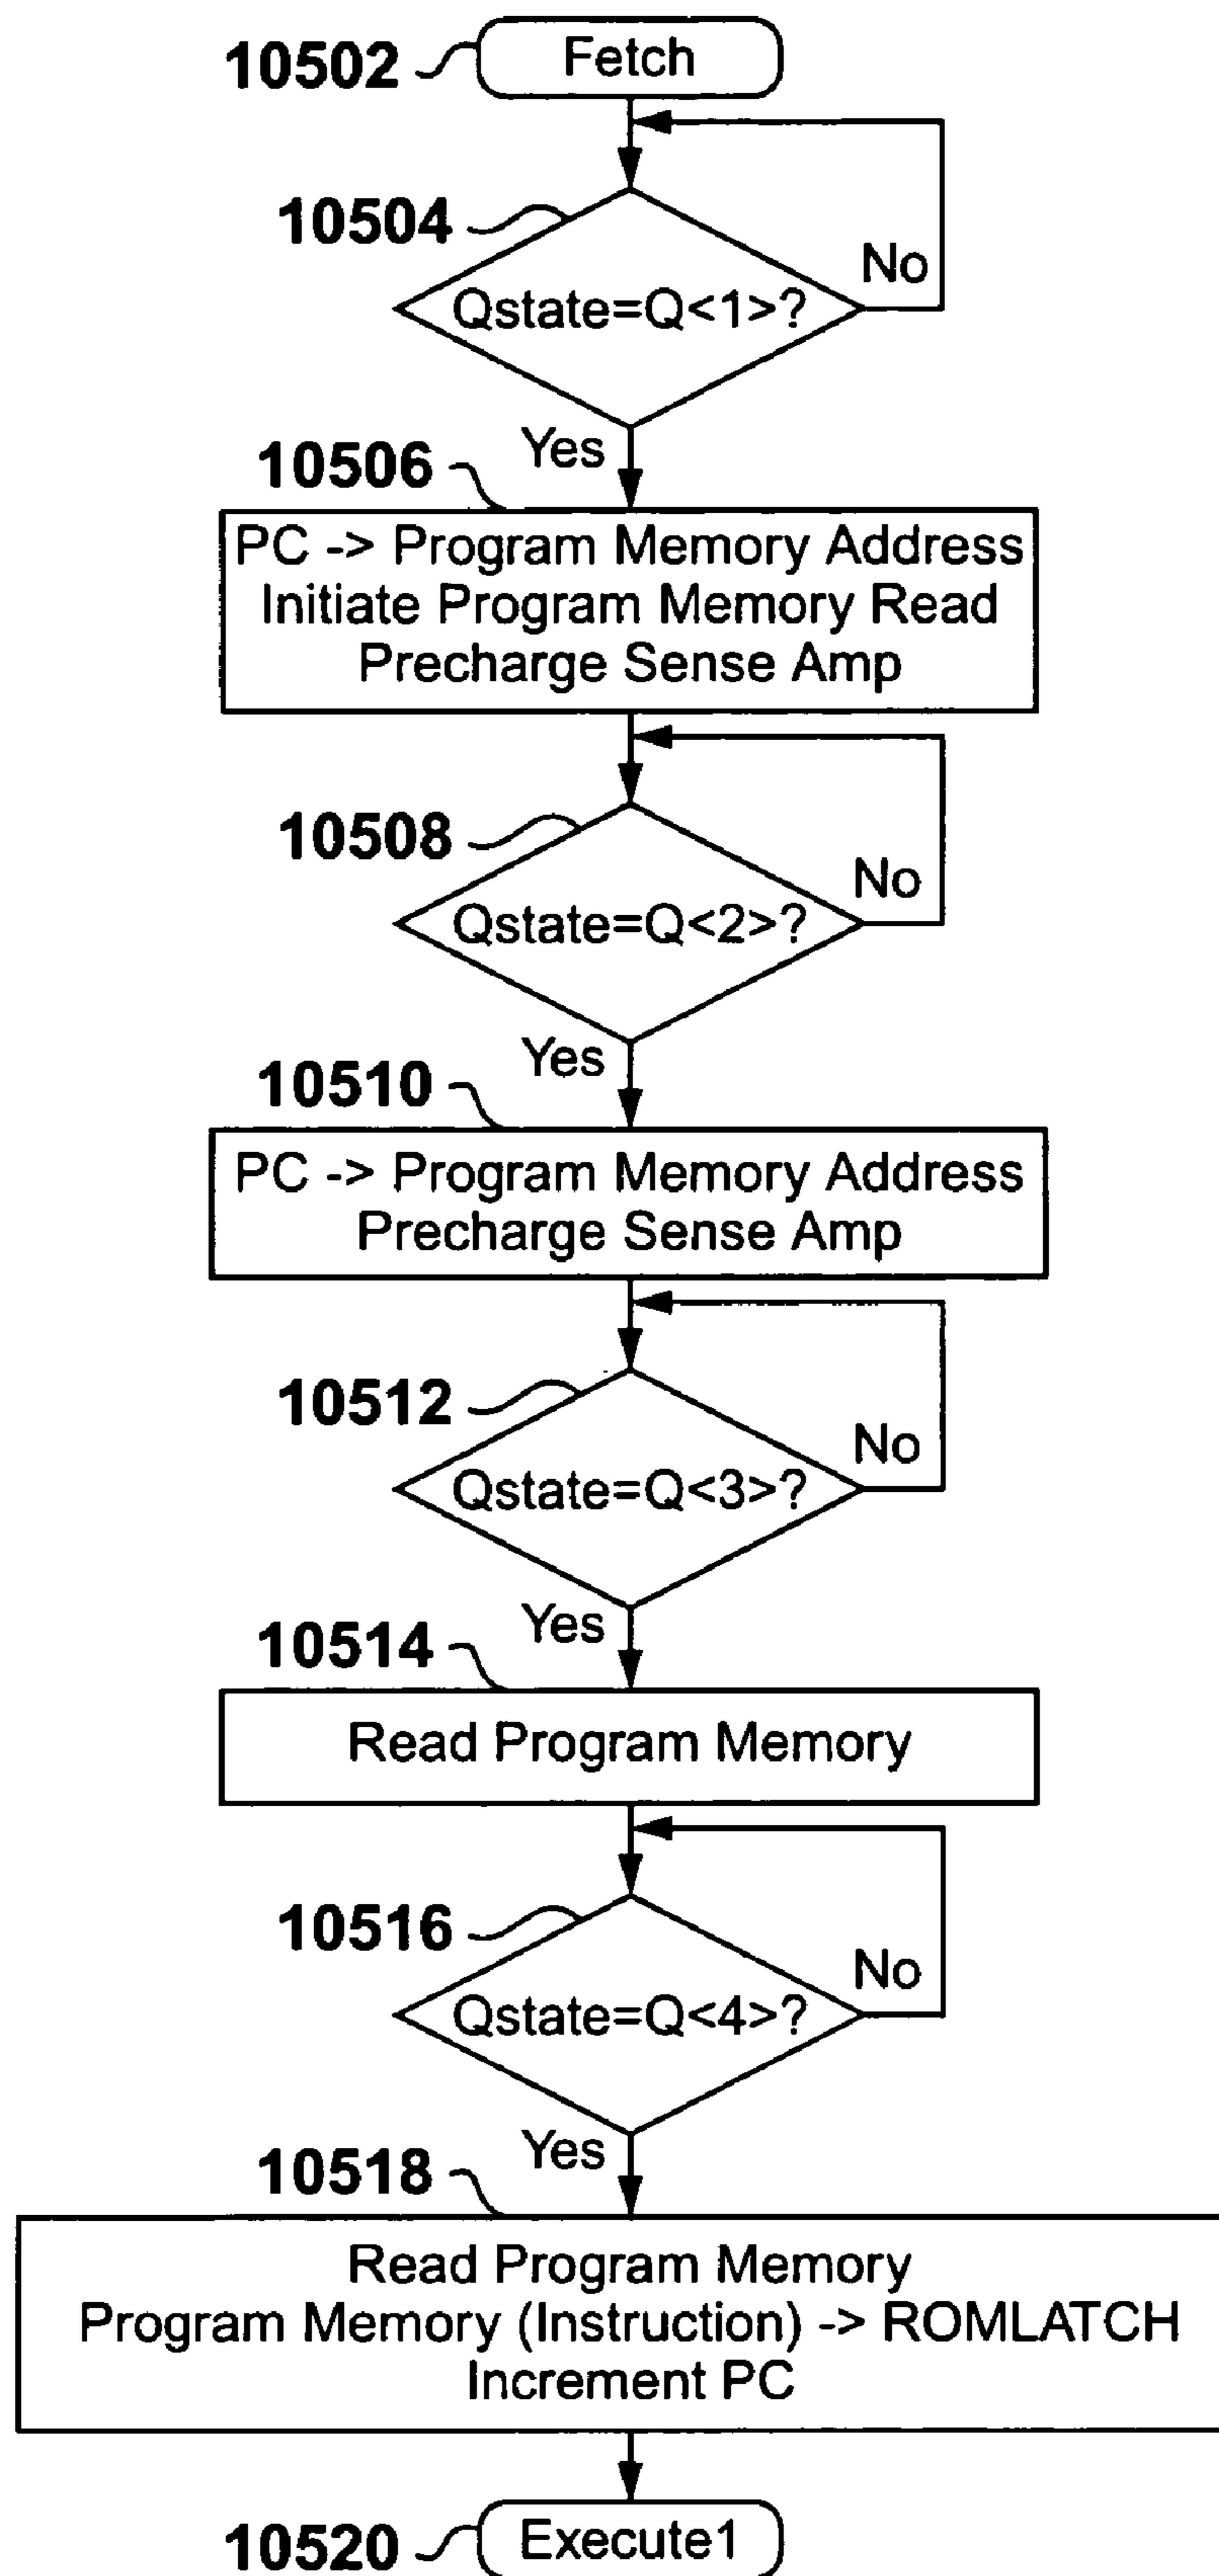 10502
Fetch
10504
No
Qstate=Q<1>?
Yes
10506
PC -> Program Memory Address
Initiate Program Memory Read
Precharge Sense Amp
10508
No
Qstate=Q<2>?
Yes
10510
PC -> Program Memory Address
Precharge Sense Amp
10512
No
Qstate=Q<3>?
Yes
10514
Read Program Memory
10516
No
Qstate=Q<4>?
Yes
10518
Read Program Memory
Program Memory (Instruction) -> ROMLATCH
Increment PC
10520
Execute1